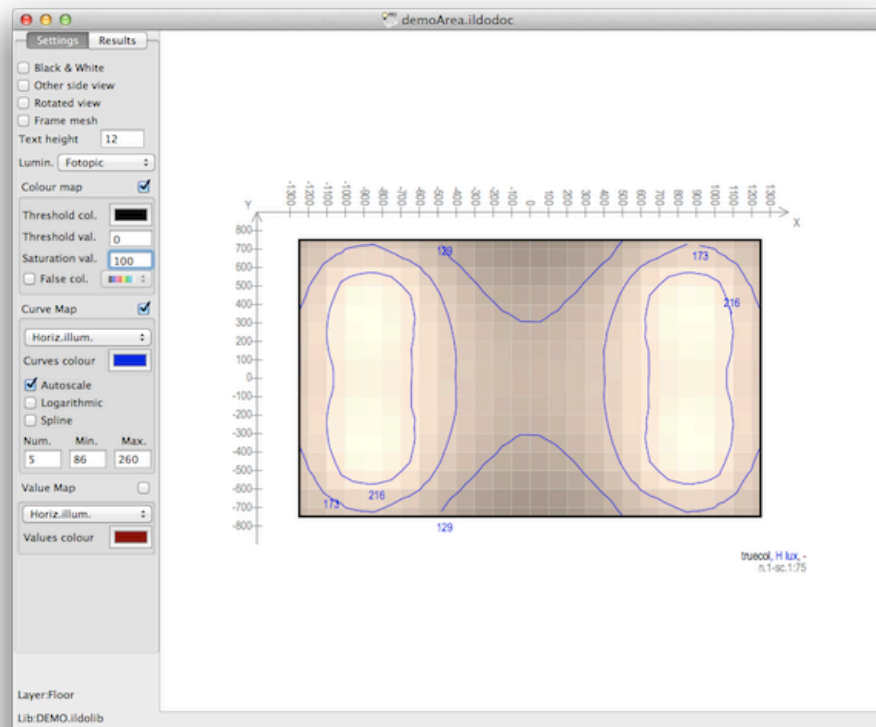 demoArea.ildodoc
Settings Results
Black & White
Other side view
Rotated view
Frame mesh
Text height 12
Lumin. Fotopic
Colour map
Threshold col.
Threshold val. 0
Saturation val. 100
False col.
Curve Map
Horiz.illum.
Curves colour
Autoscale
Logarithmic
Spline
Num. Min. Max.
5 86 260
Value Map
Horiz.illum.
Values colour
Layer:Floor
Lib:DEMO.ildolib
-1300 -1200 -1100 -1000 -900 -800 -700 -600 -500 -400 -300 -200 -100 0 100 200 300 400 500 600 700 800 900 1000 1100 1200 1300
Y
X
800
700
600
500
400
300
200
100
0
-100
-200
-300
-400
-500
-600
-700
-800
129
173
216
216
173
129
truecol, H lux, -
n.1-sc.1:75